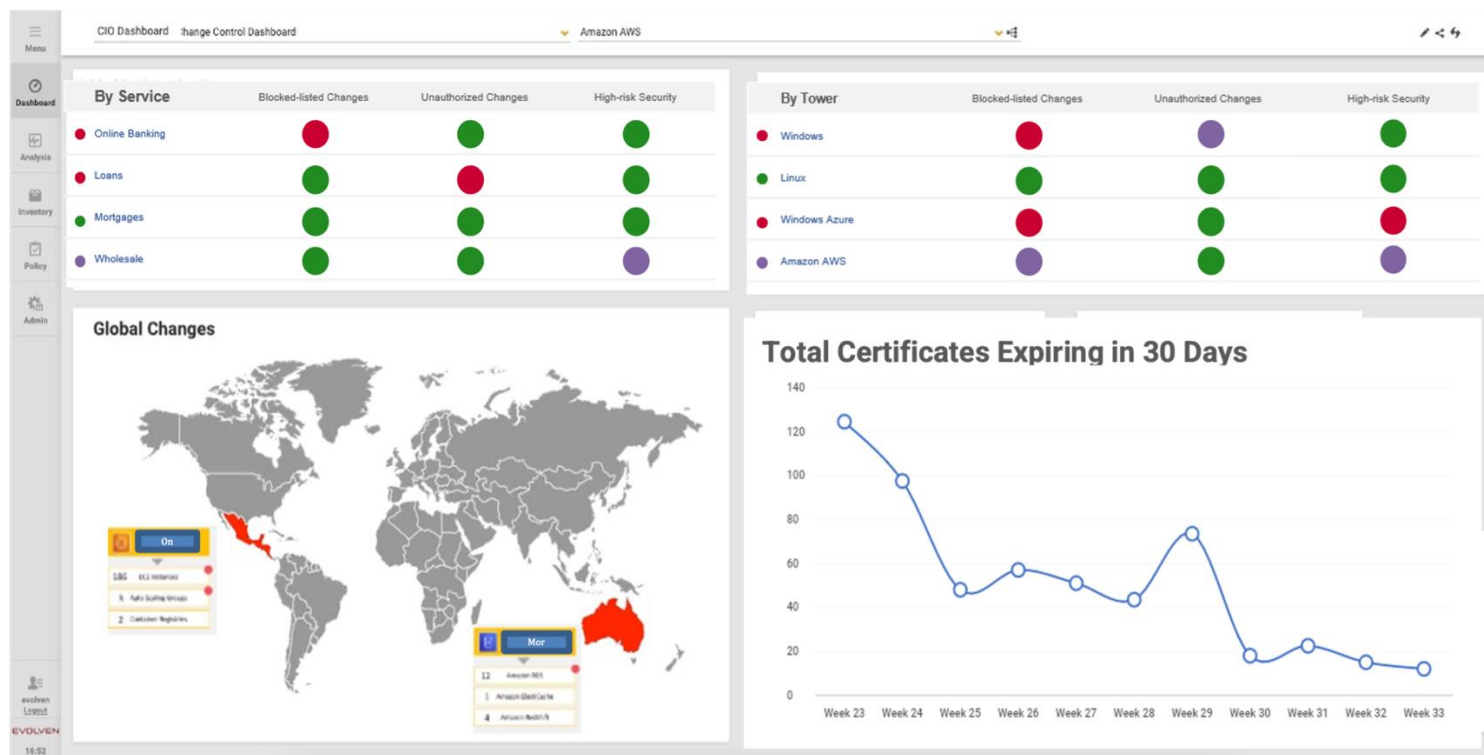 Menu
Dashboard
Analysis
Inventory
Policy
Admin
evolven
Logout
EVOLVEN
16:52
CIO Dashboard hange Control Dashboard
Amazon AWS
By Service Blocked-listed Changes Unauthorized Changes High-risk Security
Online Banking
Loans
Mortgages
Wholesale
By Tower Blocked-listed Changes Unauthorized Changes High-risk Security
Windows
Linux
Windows Azure
Amazon AWS
Global Changes
On
186 EC2 Instances
3 Auto Scaling Groups
2 Container Registries
Mor
12 Amazon RDS
1 Amazon ElastiCache
4 Amazon Redshift
Total Certificates Expiring in 30 Days
140
120
100
80
60
40
20
0
Week 23 Week 24 Week 25 Week 26 Week 27 Week 28 Week 29 Week 30 Week 31 Week 32 Week 33